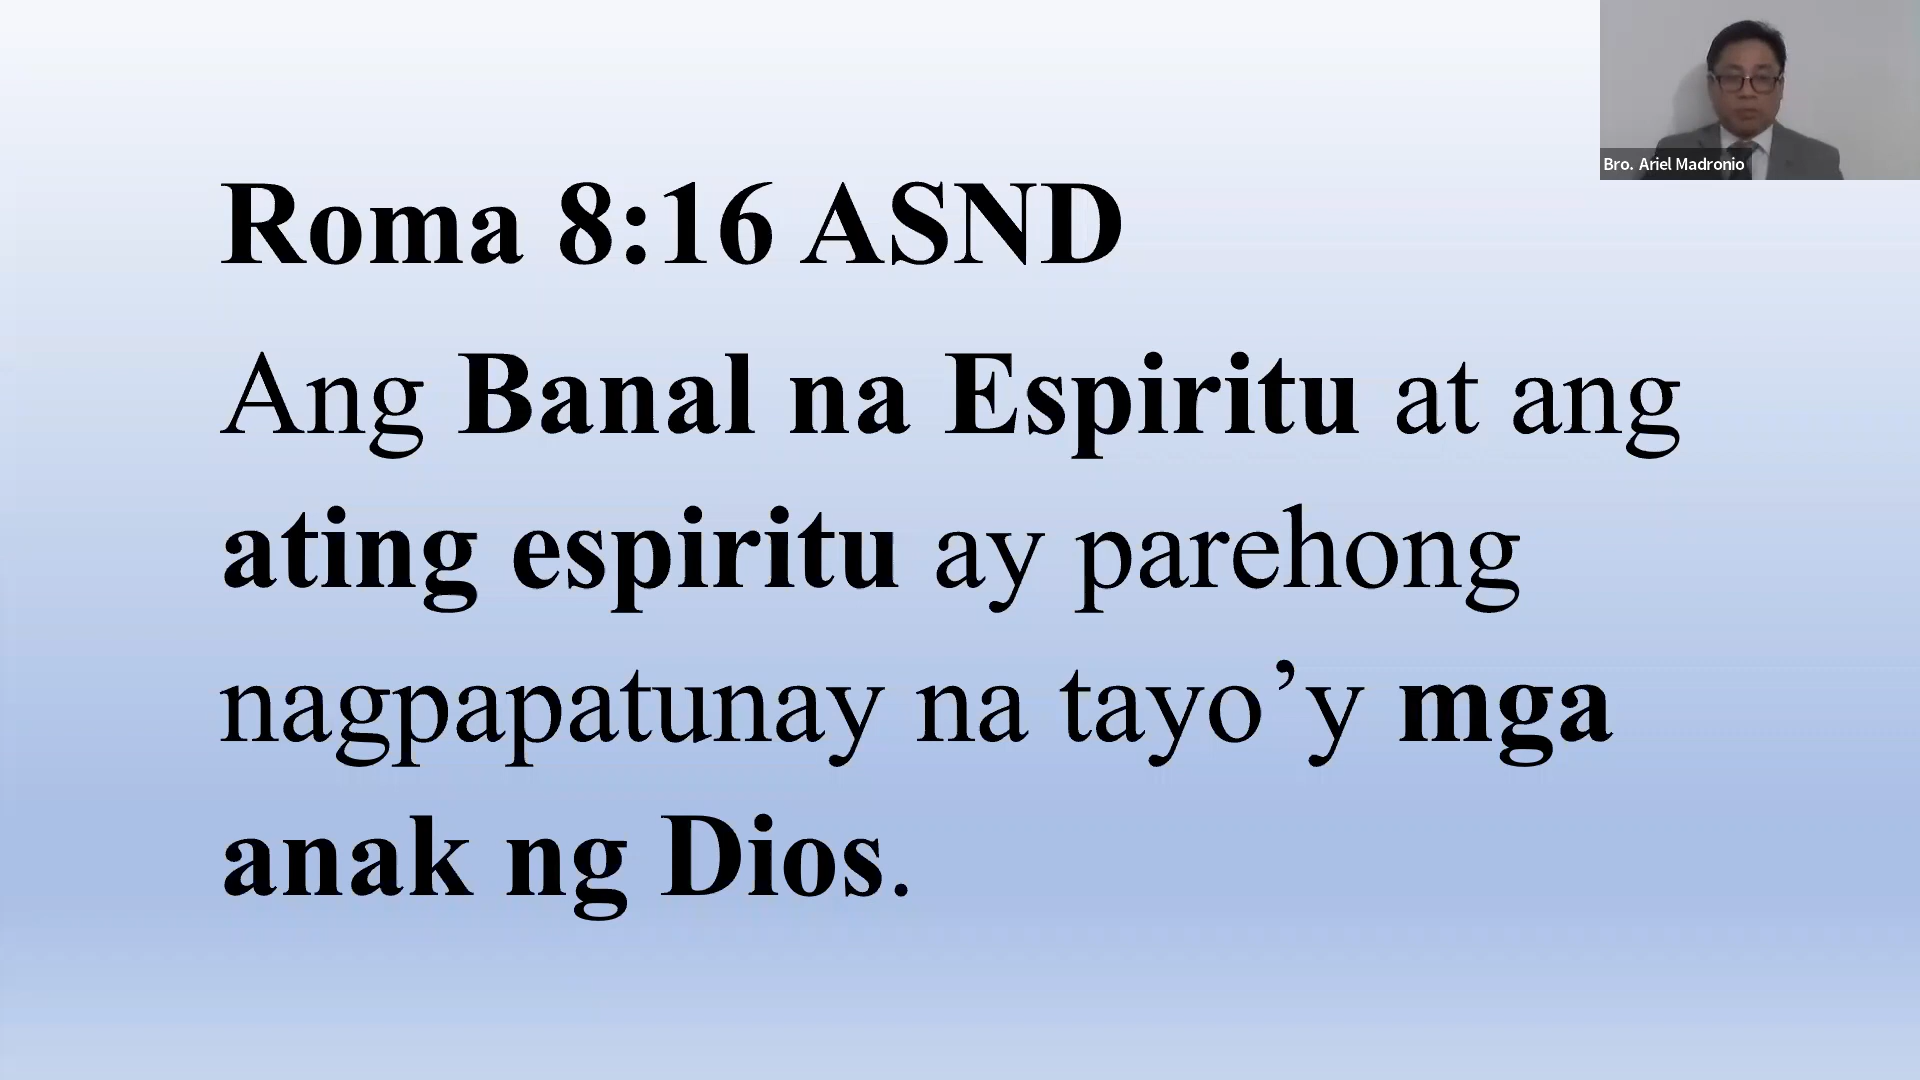 Bro. Ariel Madronio
Roma 8:16 ASND
Ang Banal na Espiritu at ang
ating espiritu ay parehong
nagpapatunay na tayo’y mga
anak ng Dios.